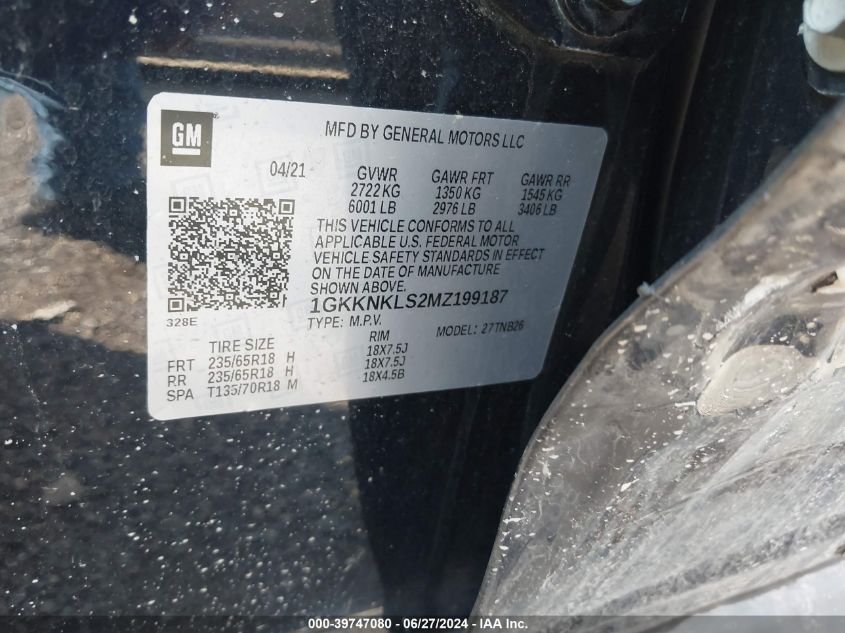 GM
MFD BY GENERAL MOTORS LLC
04/21 GVWR GAWR FRT GAWR RR
2722 KG 1350 KG 1545 KG
6001 LB 2976 LB 3406 LB
THIS VEHICLE CONFORMS TO ALL
APPLICABLE U.S. FEDERAL MOTOR
VEHICLE SAFETY STANDARDS IN EFFECT
ON THE DATE OF MANUFACTURE
SHOWN ABOVE.
328E
1GKKNKLS2MZ199187
TYPE: M.P.V. MODEL: 27TNB26
TIRE SIZE RIM
FRT 235/65R18 H 18X7.5J
RR 235/65R18 H 18X7.5J
SPA T135/70R18 M 18X4.5B
000-39747080 - 06/27/2024 - IAAI - US - Inc.